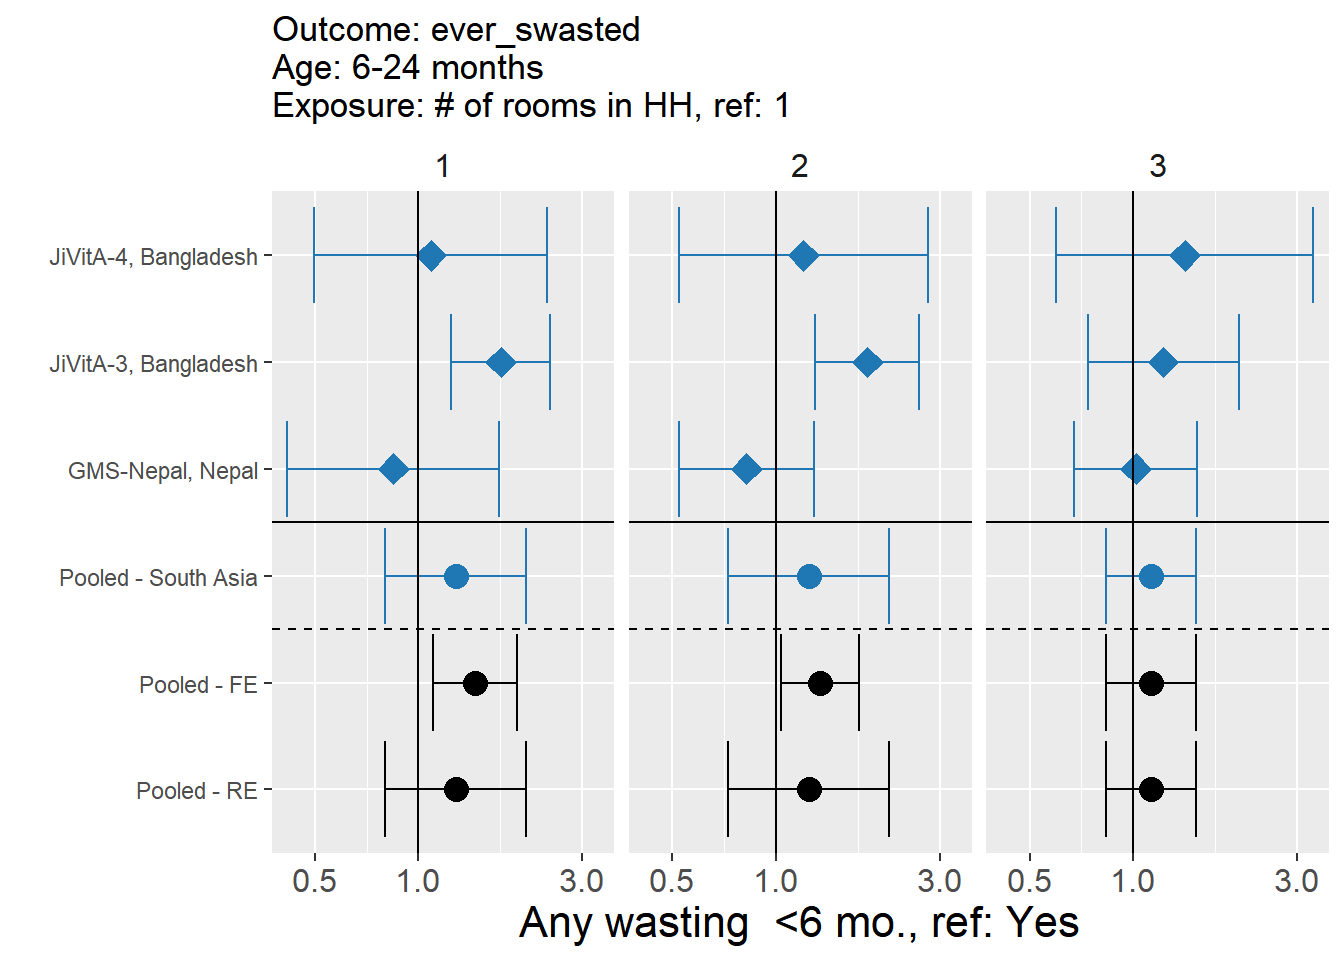 Outcome: ever_swasted
Age: 6-24 months
Exposure: # of rooms in HH, ref: 1
1 2 3
JiVitA-4, Bangladesh
JiVitA-3, Bangladesh
GMS-Nepal, Nepal
Pooled - South Asia
Pooled - FE
Pooled - RE
0.5 1.0 3.0 0.5 1.0 3.0 0.5 1.0 3.0
Any wasting  <6 mo., ref: Yes